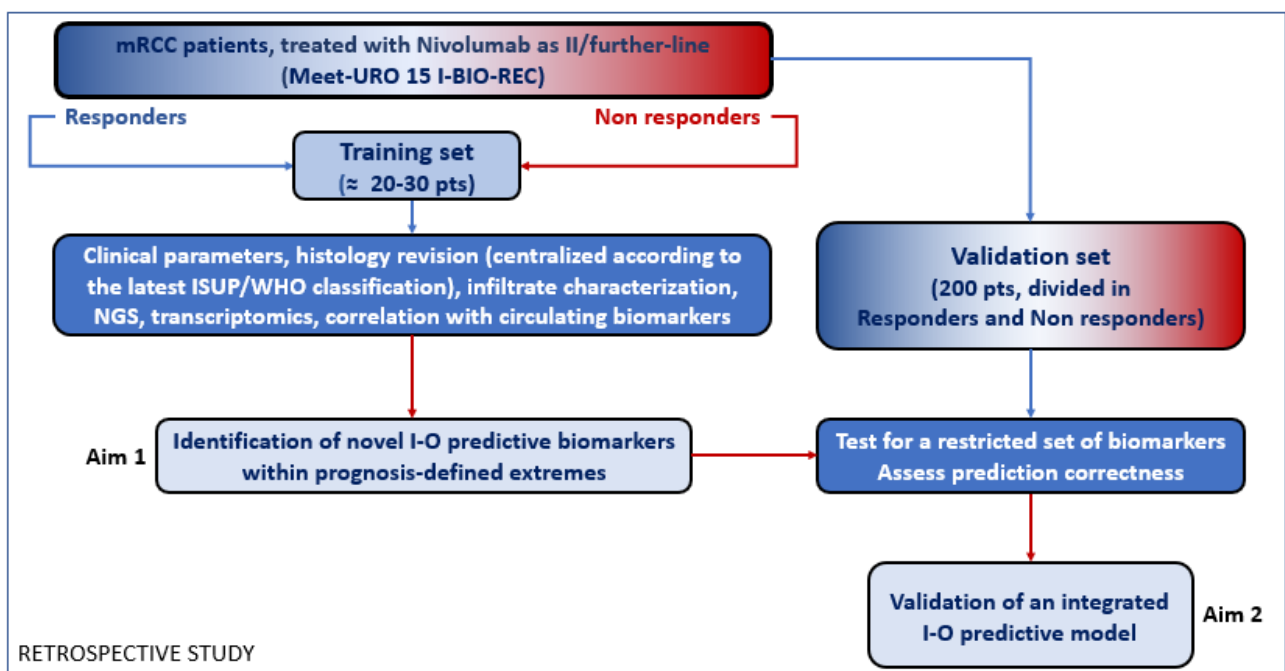 mRCC patients, treated with Nivolumab as II/further-line
(Meet-URO 15 I-BIO-REC)
Responders
Non responders
Training set
(≈ 20-30 pts)
Clinical parameters, histology revision (centralized according to
the latest ISUP/WHO classification), infiltrate characterization,
NGS, transcriptomics, correlation with circulating biomarkers
Validation set
(200 pts, divided in
Responders and Non responders)
Aim 1
Identification of novel I-O predictive biomarkers
within prognosis-defined extremes
Test for a restricted set of biomarkers
Assess prediction correctness
Validation of an integrated
I-O predictive model
Aim 2
RETROSPECTIVE STUDY